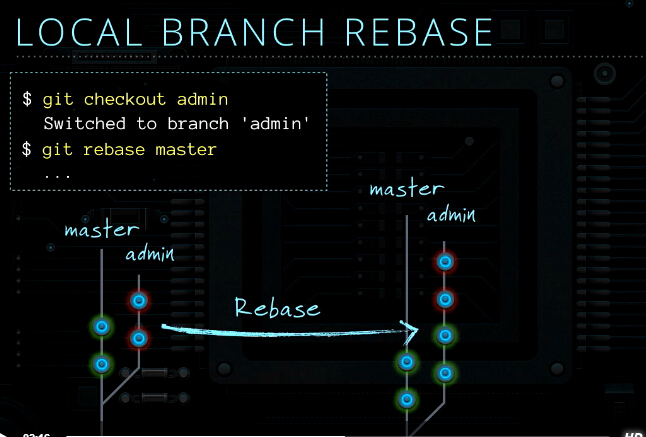 LOCAL BRANCH REBASE
$ git checkout admin
Switched to branch 'admin'
$ git rebase master
...
master
admin
Rebase
master
admin